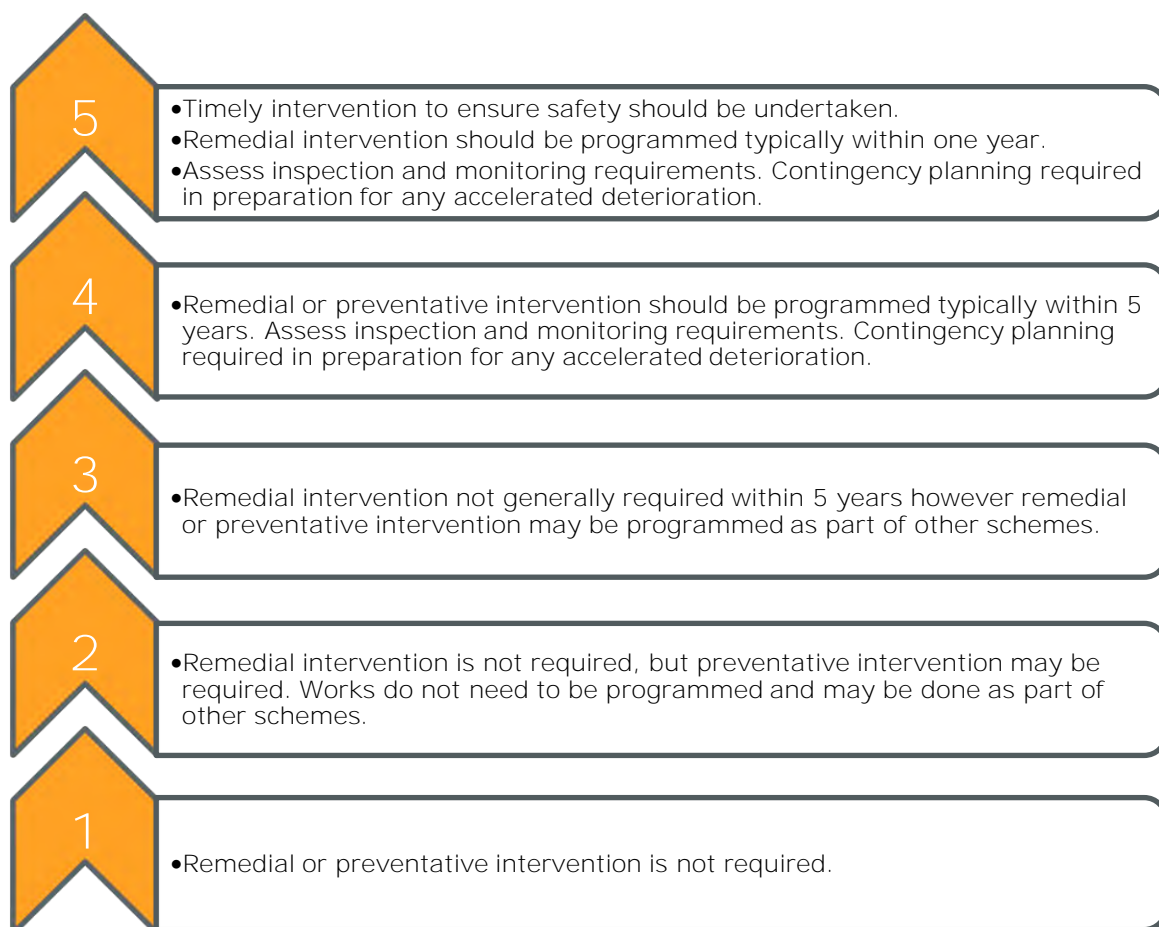 5
•Timely intervention to ensure safety should be undertaken.
•Remedial intervention should be programmed typically within one year.
•Assess inspection and monitoring requirements. Contingency planning required
in preparation for any accelerated deterioration.
4
•Remedial or preventative intervention should be programmed typically within 5
years. Assess inspection and monitoring requirements. Contingency planning
required in preparation for any accelerated deterioration.
3
•Remedial intervention not generally required within 5 years however remedial
or preventative intervention may be programmed as part of other schemes.
2
•Remedial intervention is not required, but preventative intervention may be
required. Works do not need to be programmed and may be done as part of
other schemes.
1
•Remedial or preventative intervention is not required.